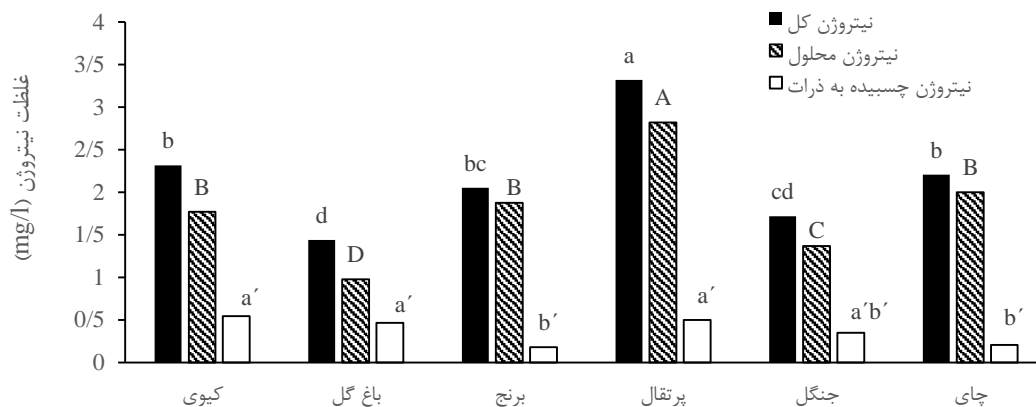 نیتروژن کل
نیتروژن محلول
نیتروژن چسبیده به ذرات
غلظت نیتروژن (mg/l)
4
3/5
3
2/5
2
1/5
1
0/5
0
b
B
a´
d
D
a´
bc
B
b´
a
A
a´
cd
C
a´b´
b
B
b´
کیوی
باغ گل
برنج
پرتقال
جنگل
چای